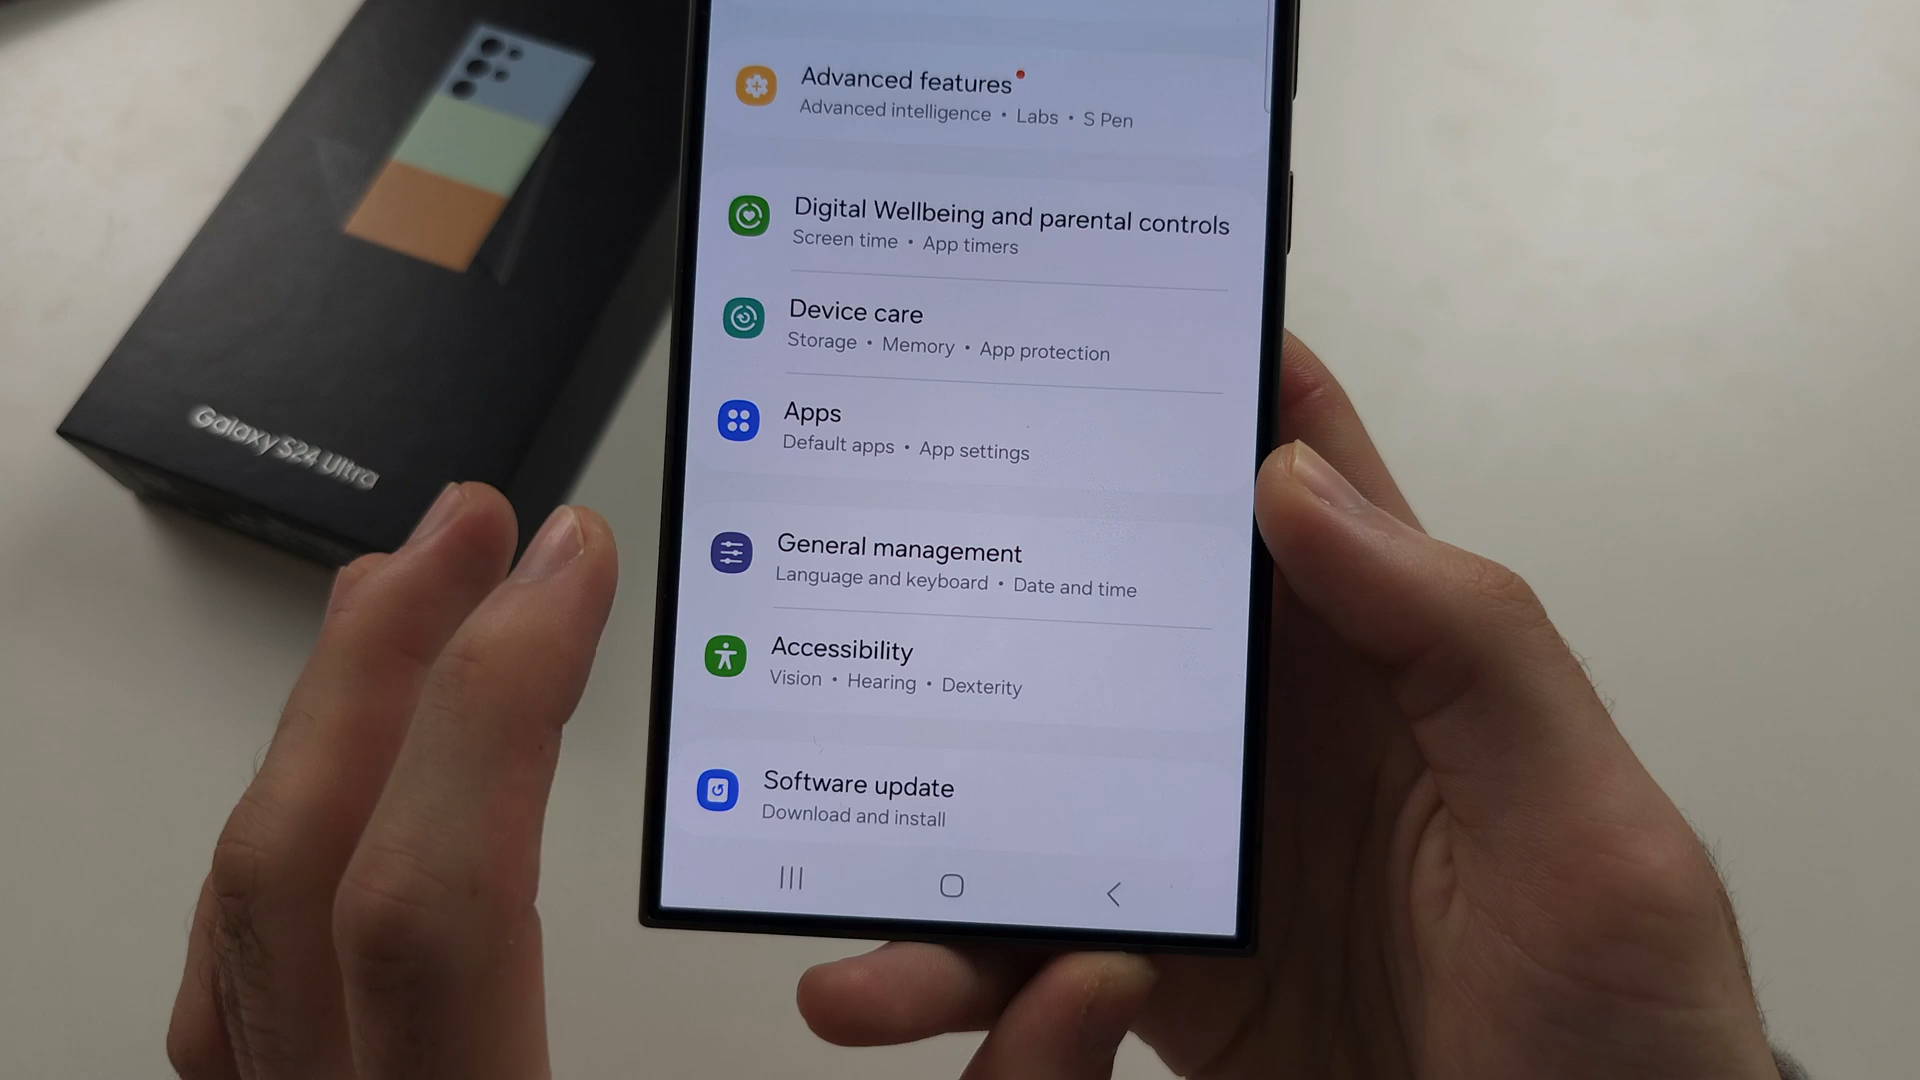 Advanced features
Advanced intelligence • Labs • S Pen
Digital Wellbeing and parental controls
Screen time • App timers
Device care
Storage • Memory • App protection
Apps
Default apps • App settings
General management
Language and keyboard • Date and time
Accessibility
Vision • Hearing • Dexterity
Software update
Download and install
Galaxy S24 Ultra